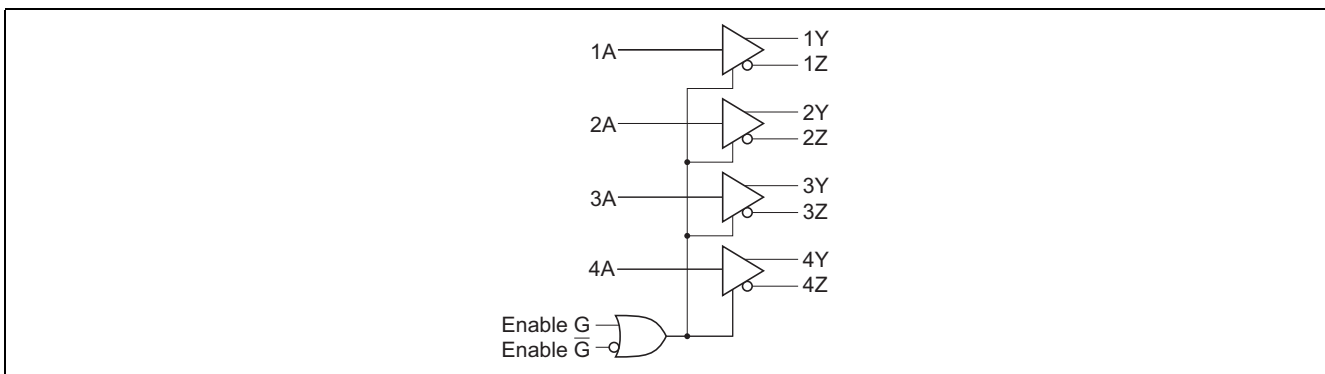 1A
1Y
1Z
2A
2Y
2Z
3A
3Y
3Z
4A
4Y
4Z
Enable G
Enable G̅